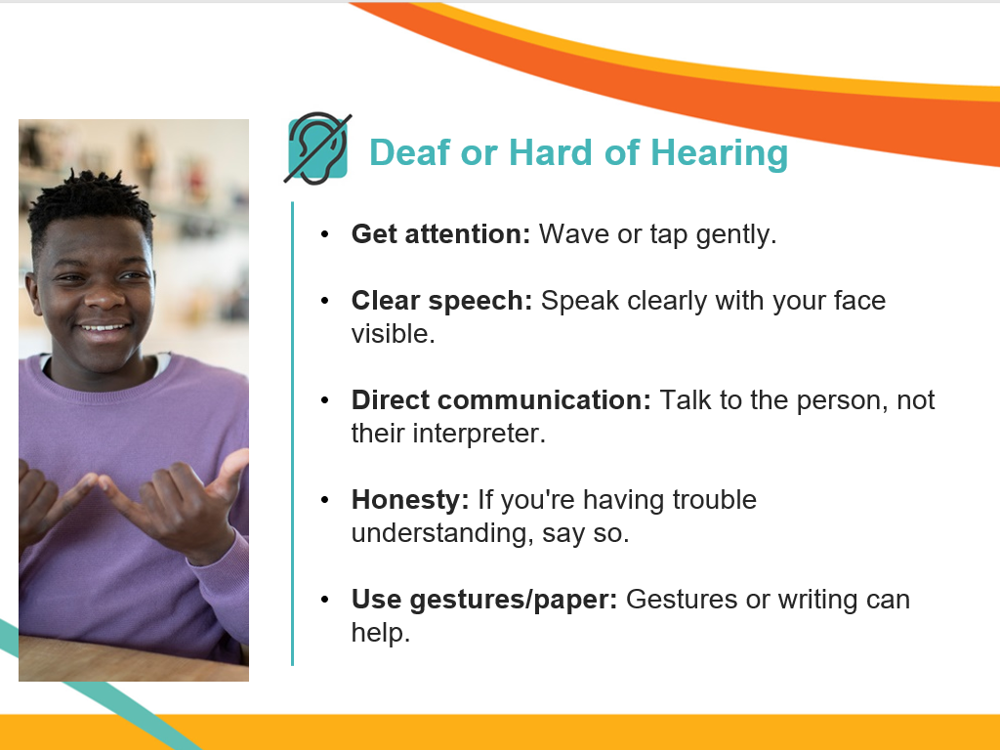 Deaf or Hard of Hearing
• Get attention: Wave or tap gently.
• Clear speech: Speak clearly with your face
visible.
• Direct communication: Talk to the person, not
their interpreter.
• Honesty: If you're having trouble
understanding, say so.
• Use gestures/paper: Gestures or writing can
help.